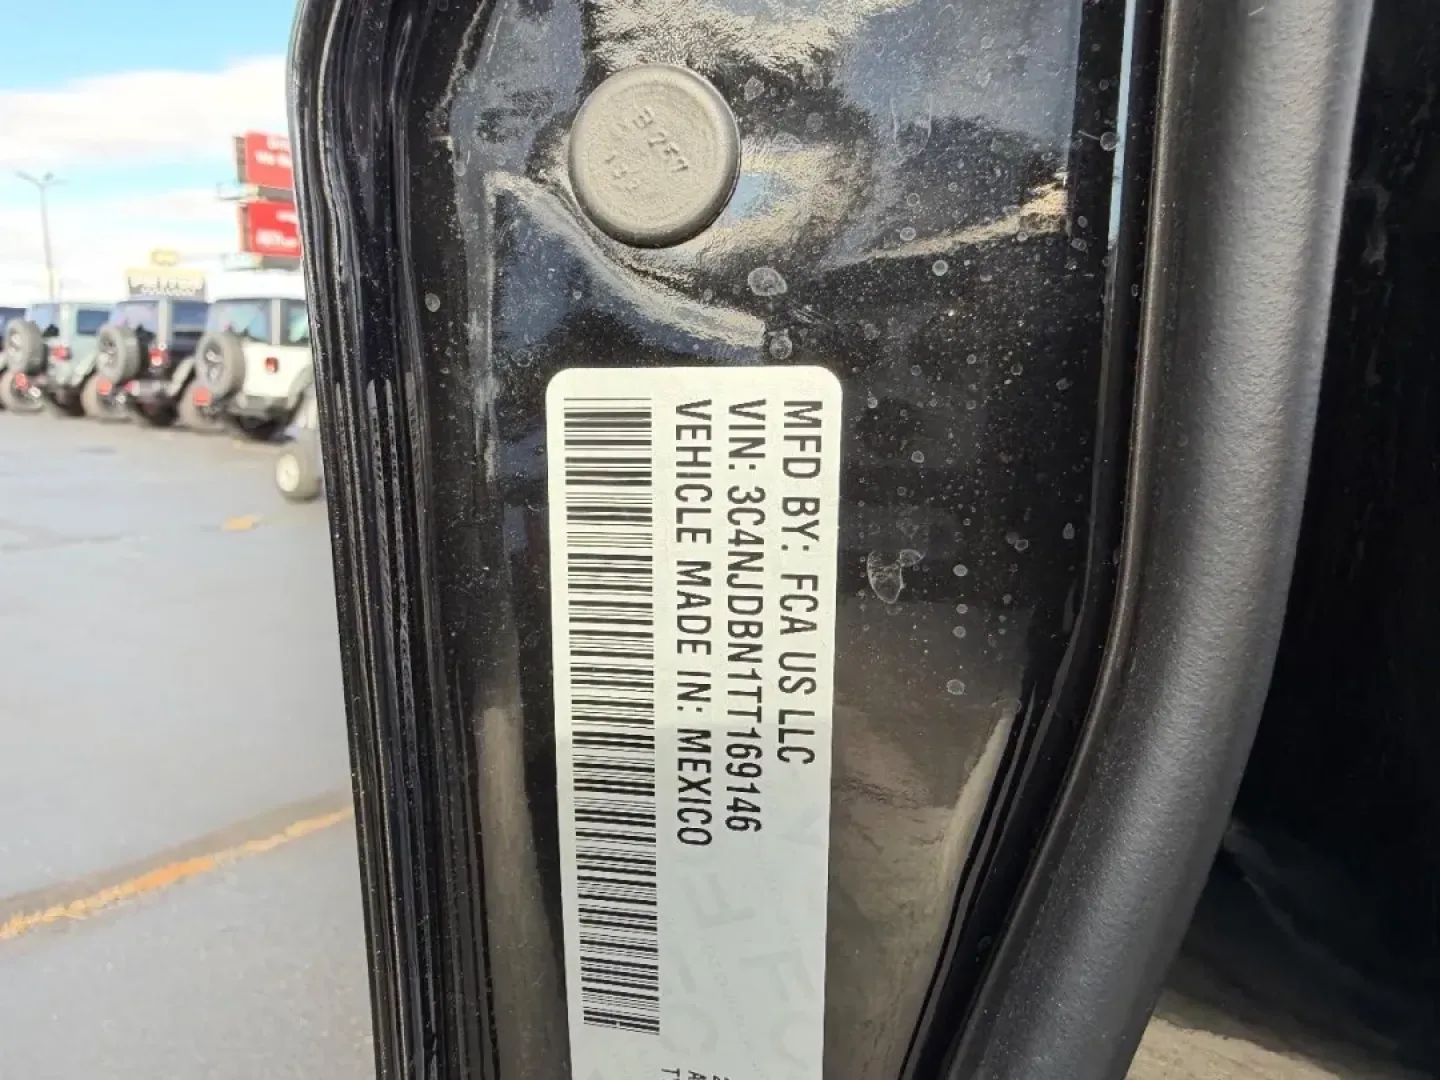 MFD BY: FCA US LLC
VIN: 3C4NJDBN1TT169146
VEHICLE MADE IN: MEXICO